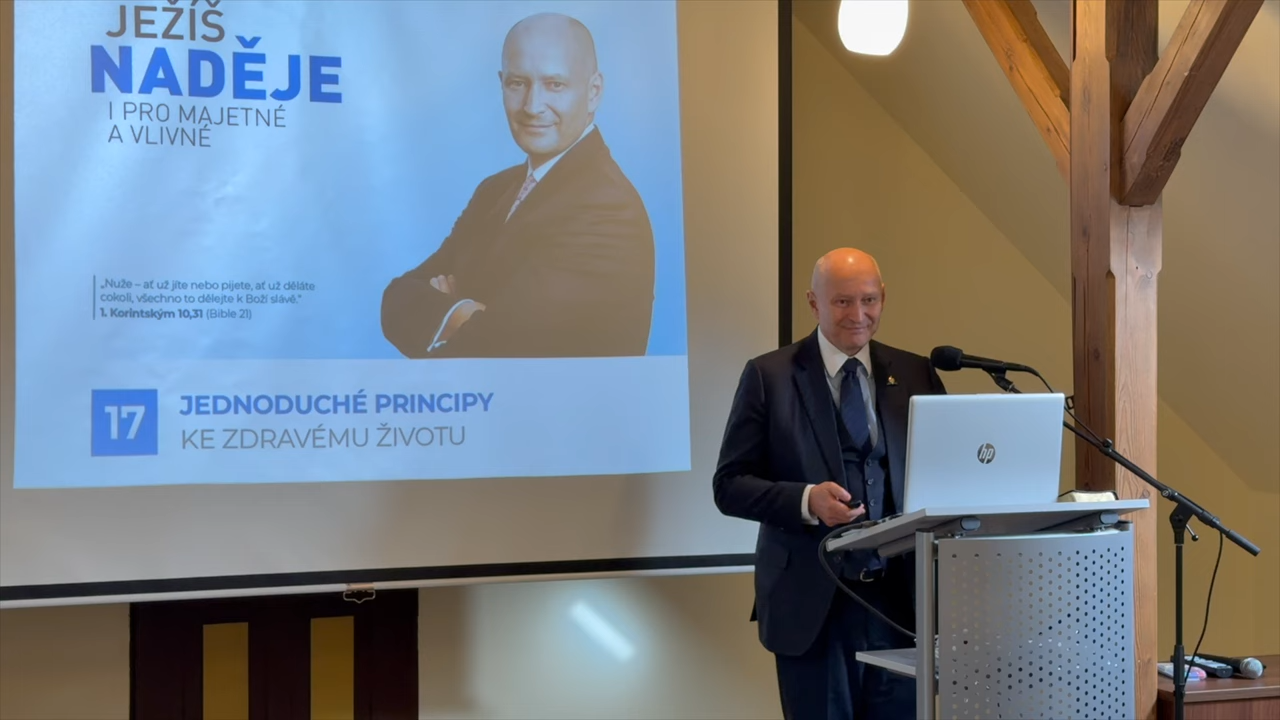 JEŽÍŠ
NADĚJE
I PRO MAJETNÉ
A VLIVNÉ
„Nuže – ať už jíte nebo pijete, ať už děláte
cokoli, všechno to dělejte k Boží slávě."
1. Korintským 10,31 (Bible 21)
17 JEDNODUCHÉ PRINCIPY
KE ZDRAVÉMU ŽIVOTU
hp